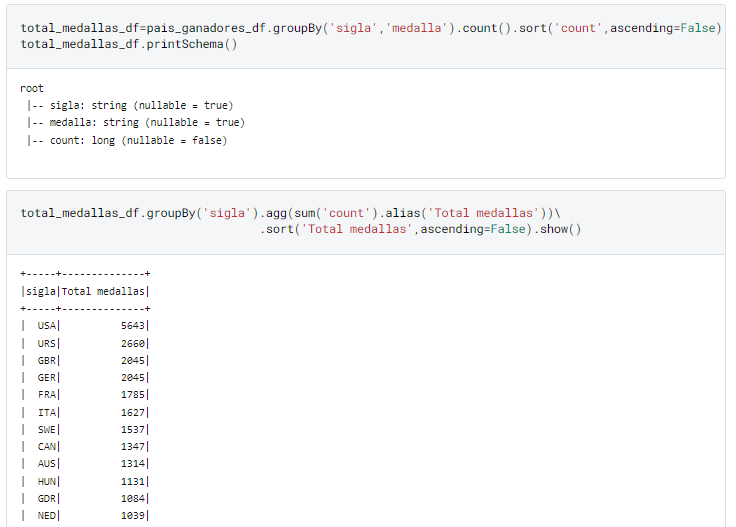 total_medallas_df=pais_ganadores_df.groupBy('sigla','medalla').count().sort('count',ascending=False)
total_medallas_df.printSchema()
root
 |-- sigla: string (nullable = true)
 |-- medalla: string (nullable = true)
 |-- count: long (nullable = false)
total_medallas_df.groupBy('sigla').agg(sum('count').alias('Total medallas'))\
                                  .sort('Total medallas',ascending=False).show()
+-----+--------------+
|sigla|Total medallas|
+-----+--------------+
|  USA|          5643|
|  URS|          2660|
|  GBR|          2045|
|  GER|          2045|
|  FRA|          1785|
|  ITA|          1627|
|  SWE|          1537|
|  CAN|          1347|
|  AUS|          1314|
|  HUN|          1131|
|  GDR|          1084|
|  NED|          1039|